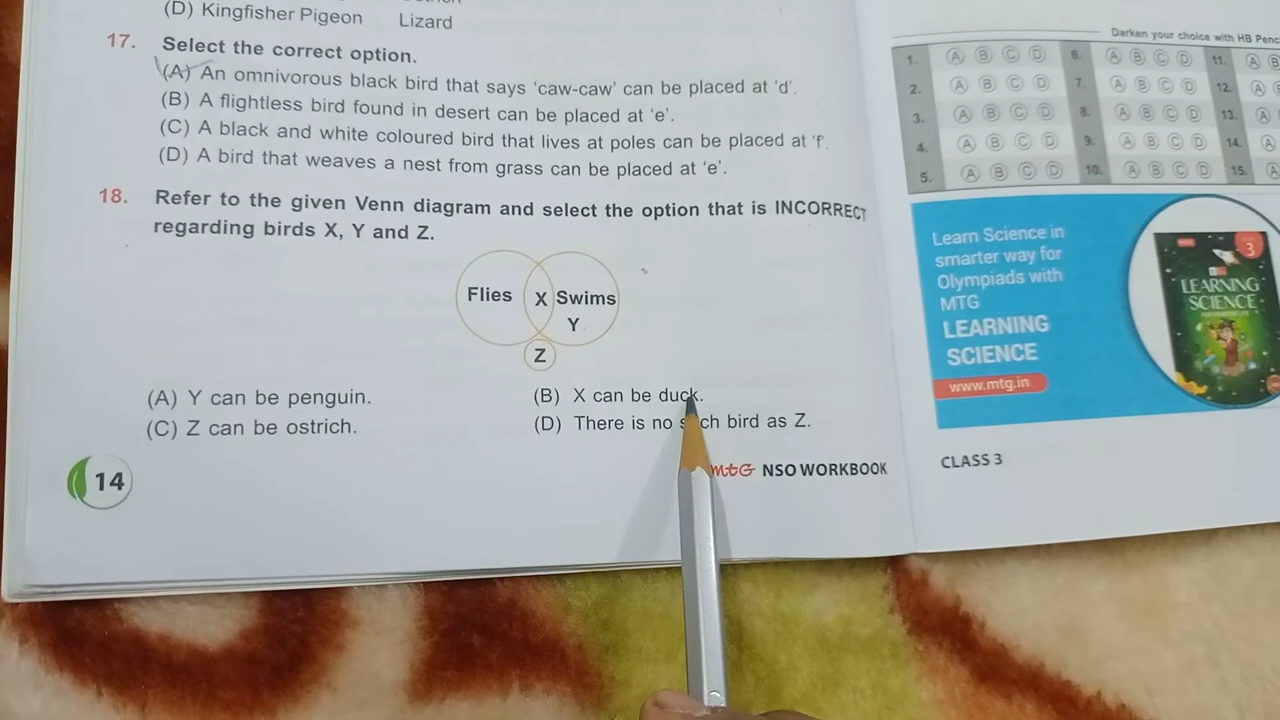 (D) Kingfisher Pigeon Lizard
17. Select the correct option.
(A) An omnivorous black bird that says 'caw-caw' can be placed at 'd'.
(B) A flightless bird found in desert can be placed at 'e'.
(C) A black and white coloured bird that lives at poles can be placed at 'f'.
(D) A bird that weaves a nest from grass can be placed at 'e'.
18. Refer to the given Venn diagram and select the option that is INCORRECT
regarding birds X, Y and Z.
Flies X Swims
Y
Z
(A) Y can be penguin. (B) X can be duck.
(C) Z can be ostrich. (D) There is no such bird as Z.
14
mtG NSO WORKBOOK
Darken your choice with HB
1. A B C D 6. A B C D 11. A B
2. A B C D 7. A B C D 12. A
3. A B C D 8. A B C D 13. A
4. A B C D 9. A B C D 14. A
5. A B C D 10. A B C D 15. A
Learn Science in
smarter way for
Olympiads with
MTG
LEARNING
SCIENCE
www.mtg.in
3
LEARNING
SCIENCE
CLASS 3